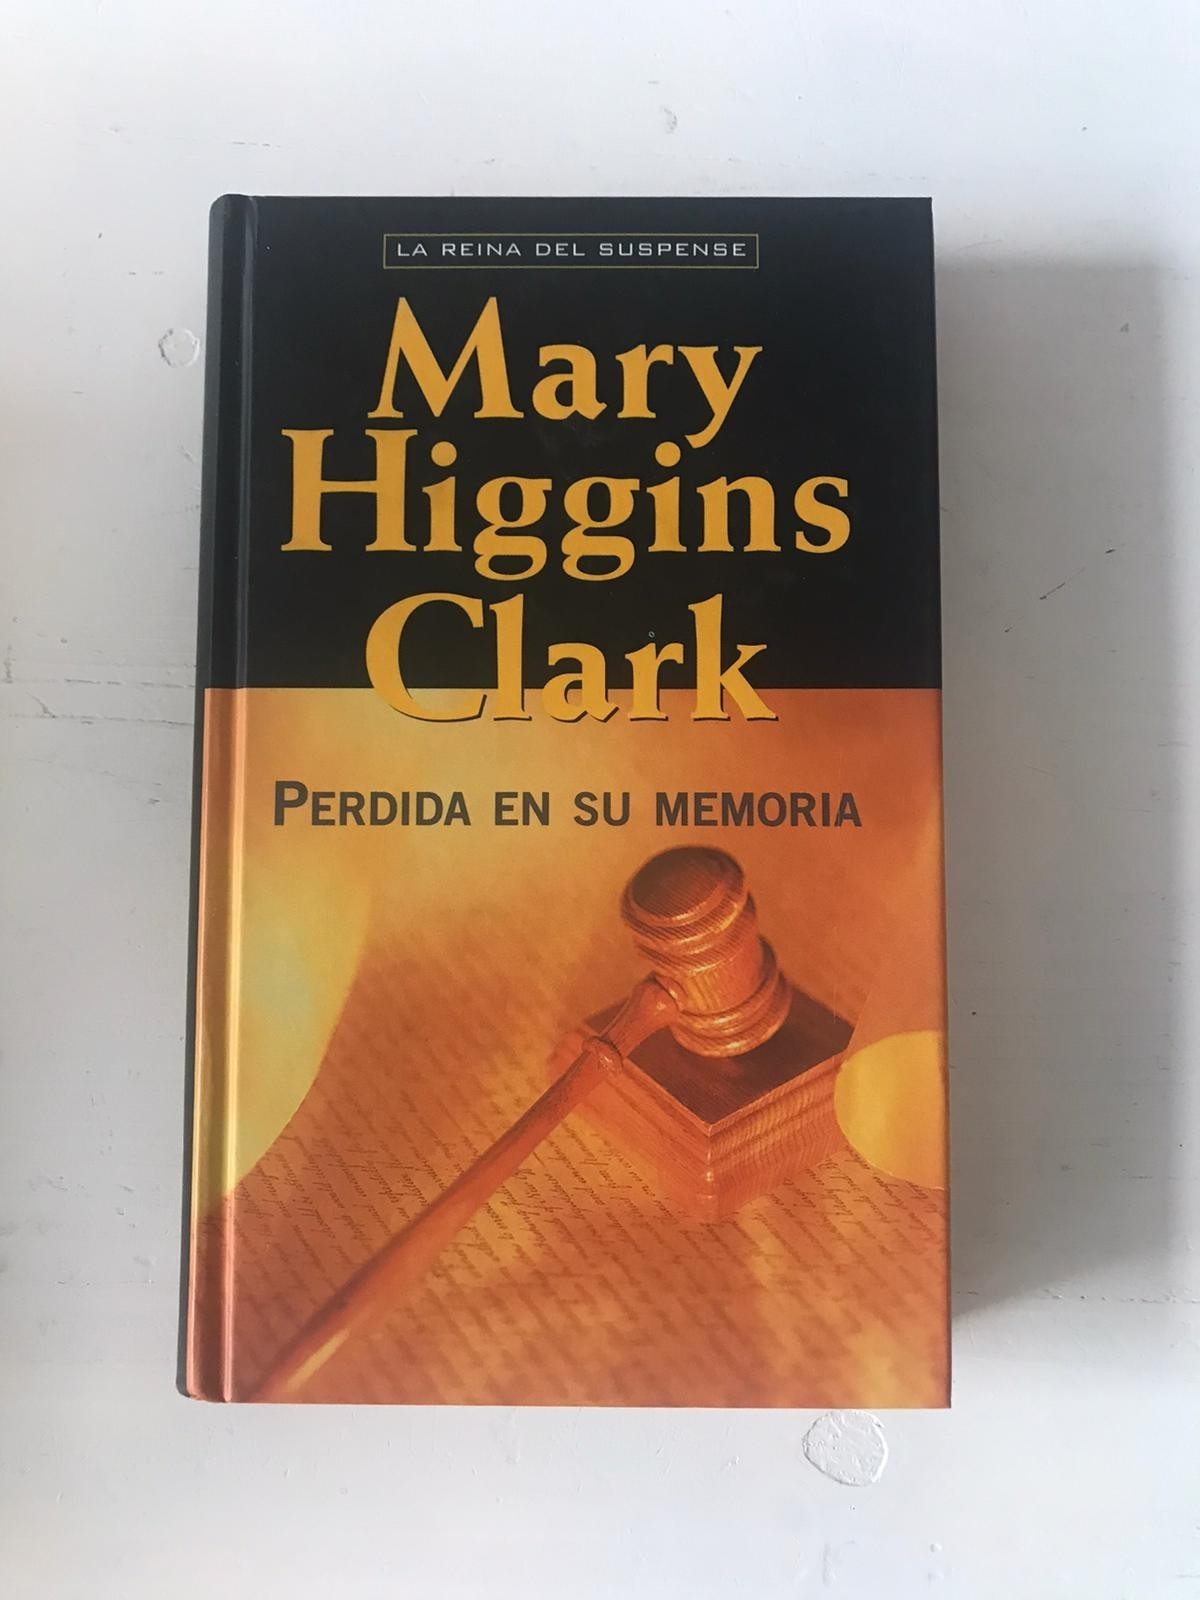 LA REINA DEL SUSPENSE
Mary
Higgins
Clark
PERDIDA EN SU MEMORIA